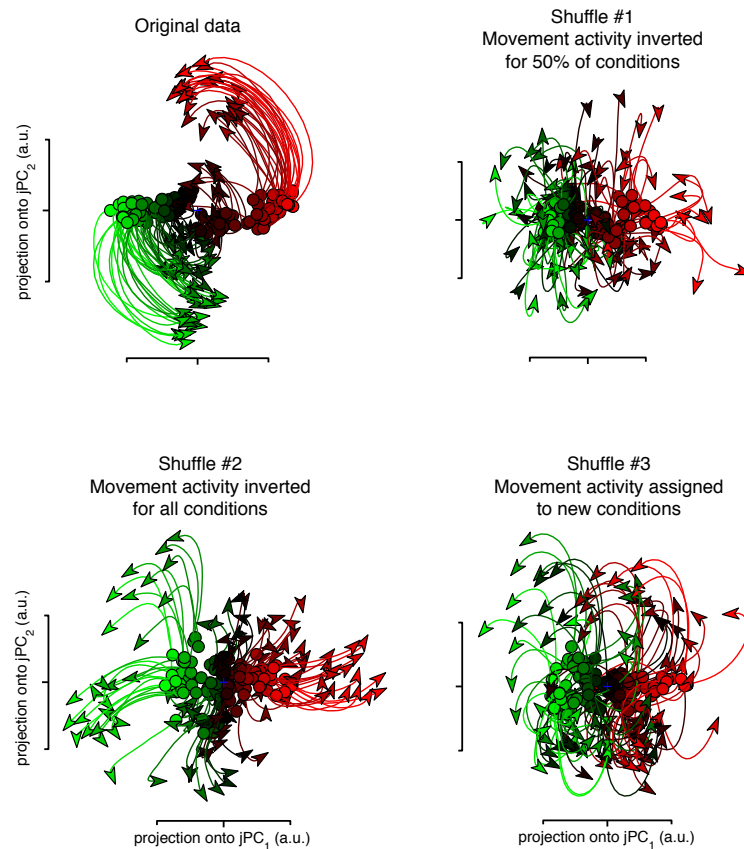 Original data
projection onto jPC2 (a.u.)
Shuffle #1
Movement activity inverted
for 50% of conditions
Shuffle #2
Movement activity inverted
for all conditions
projection onto jPC2 (a.u.)
projection onto jPC1 (a.u.)
Shuffle #3
Movement activity assigned
to new conditions
projection onto jPC1 (a.u.)